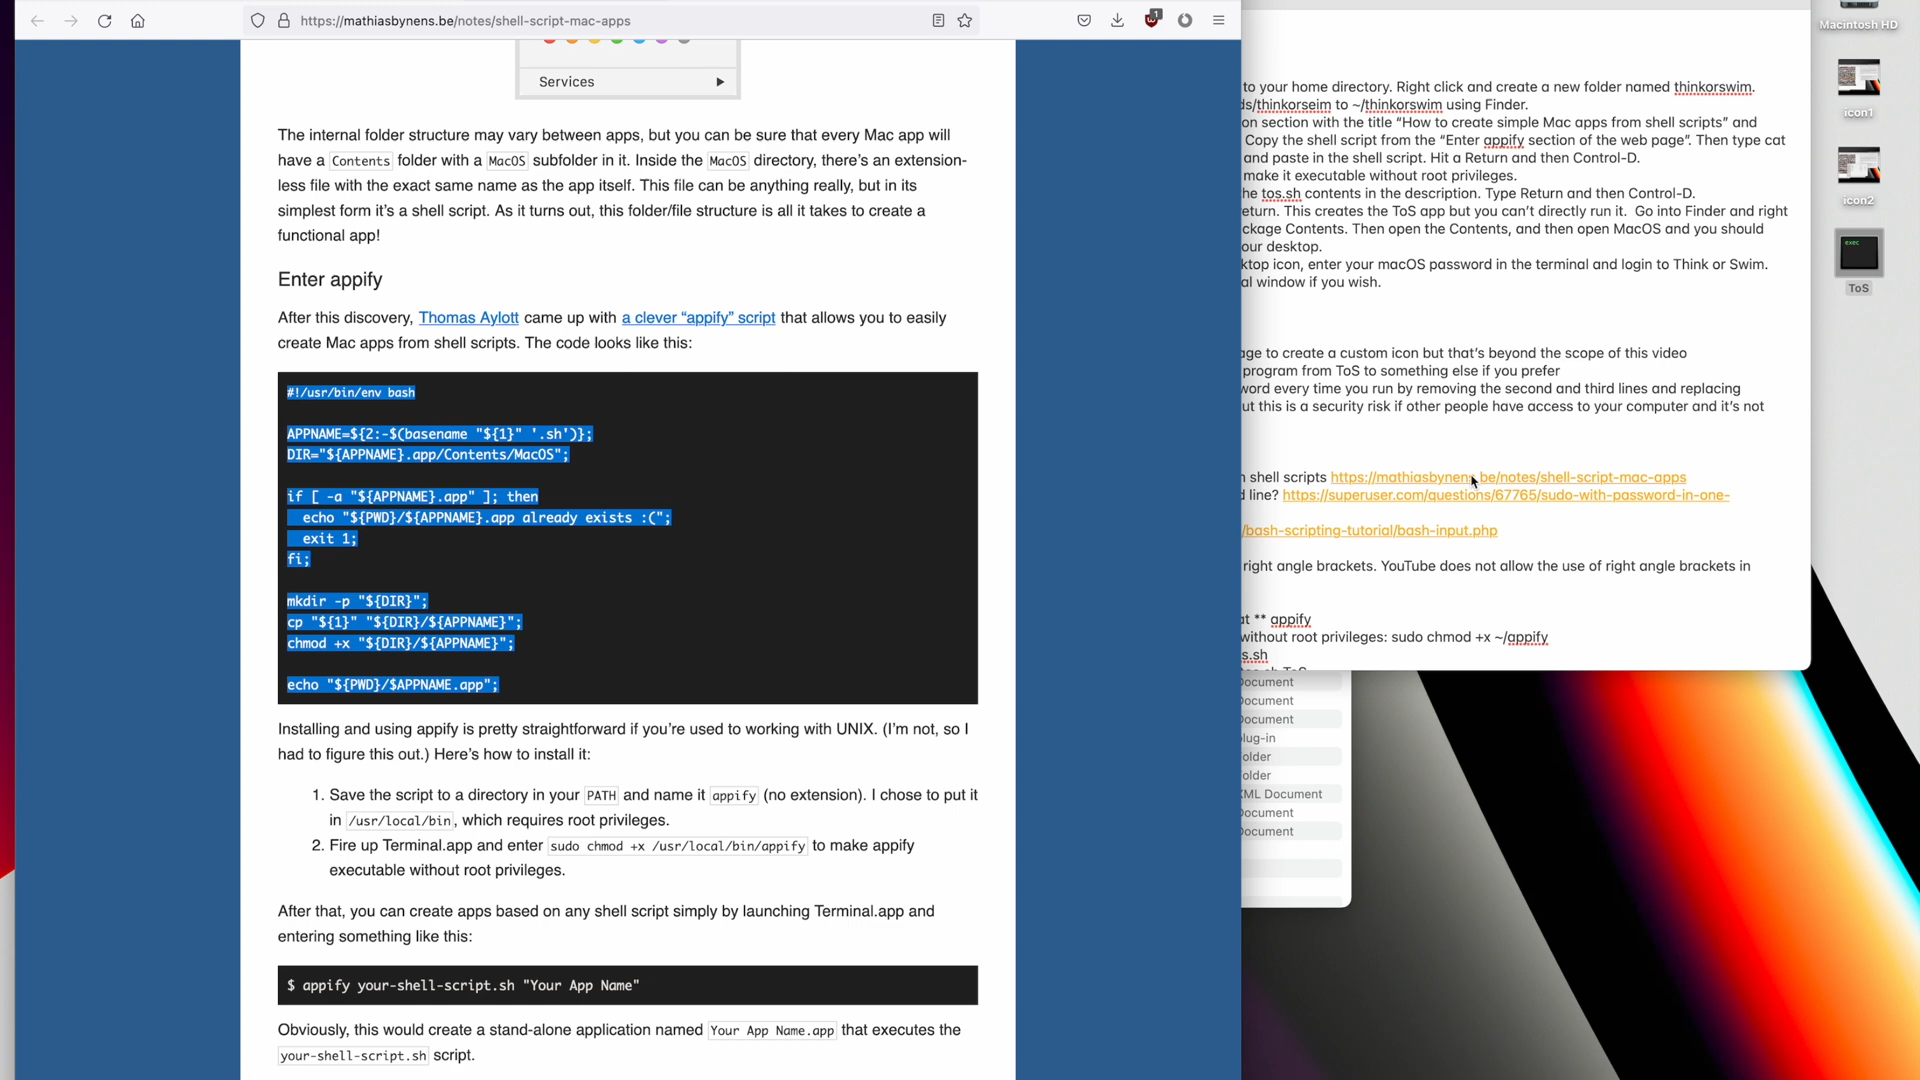 https://mathiasbynens.be/notes/shell-script-mac-apps
1
Services
The internal folder structure may vary between apps, but you can be sure that every Mac app will
have a Contents folder with a MacOS subfolder in it. Inside the MacOS directory, there's an extension-
less file with the exact same name as the app itself. This file can be anything really, but in its
simplest form it's a shell script. As it turns out, this folder/file structure is all it takes to create a
functional app!
Enter appify
After this discovery, Thomas Aylott came up with a clever “appify” script that allows you to easily
create Mac apps from shell scripts. The code looks like this:
#!/usr/bin/env bash
APPNAME=${2:-$(basename "${1}" '.sh')};
DIR="${APPNAME}.app/Contents/MacOS";
if [ -a "${APPNAME}.app" ]; then
  echo "${PWD}/${APPNAME}.app already exists :(";
  exit 1;
fi;
mkdir -p "${DIR}";
cp "${1}" "${DIR}/${APPNAME}";
chmod +x "${DIR}/${APPNAME}";
echo "${PWD}/$APPNAME.app";
Installing and using appify is pretty straightforward if you're used to working with UNIX. (I'm not, so I
had to figure this out.) Here's how to install it:
1. Save the script to a directory in your PATH and name it appify (no extension). I chose to put it
in /usr/local/bin, which requires root privileges.
2. Fire up Terminal.app and enter sudo chmod +x /usr/local/bin/appify to make appify
executable without root privileges.
After that, you can create apps based on any shell script simply by launching Terminal.app and
entering something like this:
$ appify your-shell-script.sh "Your App Name"
Obviously, this would create a stand-alone application named Your App Name.app that executes the
your-shell-script.sh script.
to your home directory. Right click and create a new folder named thinkorswim.
ds/thinkorseim to ~/thinkorswim using Finder.
on section with the title “How to create simple Mac apps from shell scripts” and
Copy the shell script from the “Enter appify section of the web page”. Then type cat
and paste in the shell script. Hit a Return and then Control-D.
make it executable without root privileges.
he tos.sh contents in the description. Type Return and then Control-D.
eturn. This creates the ToS app but you can't directly run it. Go into Finder and right
ckage Contents. Then open the Contents, and then open MacOS and you should
our desktop.
ktop icon, enter your macOS password in the terminal and login to Think or Swim.
al window if you wish.
age to create a custom icon but that's beyond the scope of this video
program from ToS to something else if you prefer
word every time you run by removing the second and third lines and replacing
ut this is a security risk if other people have access to your computer and it's not
n shell scripts https://mathiasbynens.be/notes/shell-script-mac-apps
d line? https://superuser.com/questions/67765/sudo-with-password-in-one-
/bash-scripting-tutorial/bash-input.php
right angle brackets. YouTube does not allow the use of right angle brackets in
at ** appify
without root privileges: sudo chmod +x ~/appify
s.sh
Document
Document
Document
plug-in
older
older
XML Document
Document
Document
Macintosh HD
icon1
icon2
exec
ToS